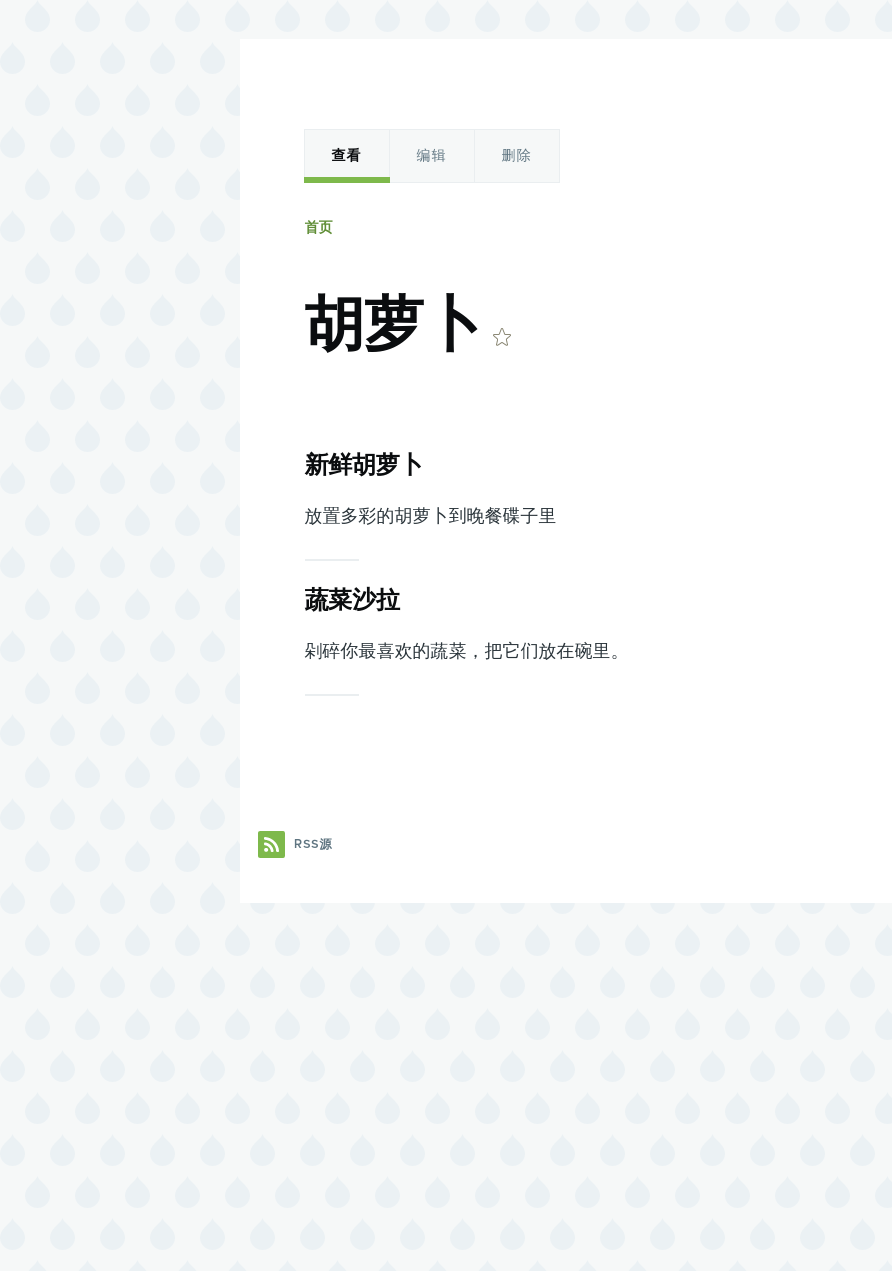 查看 编辑 删除
首页
胡萝卜
新鲜胡萝卜
放置多彩的胡萝卜到晚餐碟子里
蔬菜沙拉
剁碎你最喜欢的蔬菜，把它们放在碗里。
RSS源